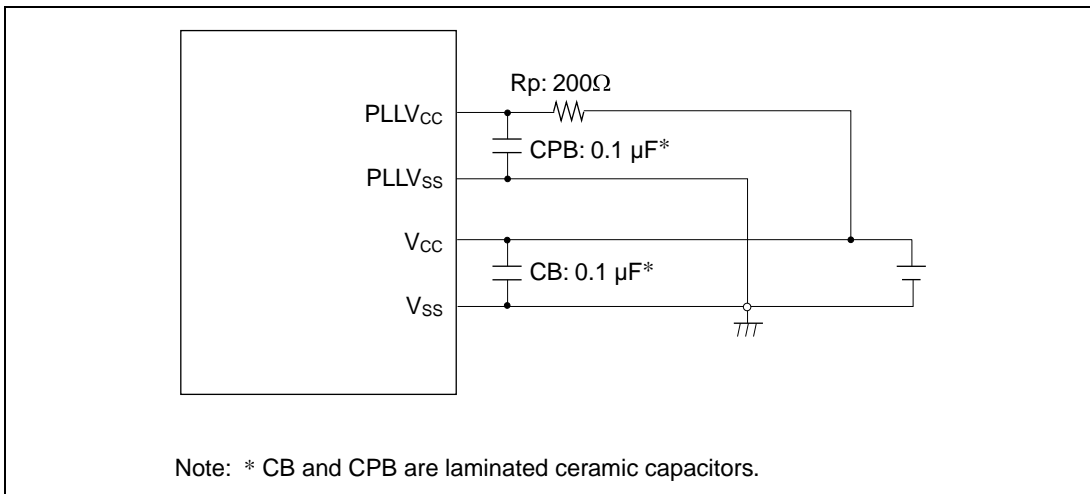 Rp: 200Ω
PLLVCC
CPB: 0.1 µF*
PLLVSS
VCC
CB: 0.1 µF*
VSS
Note: * CB and CPB are laminated ceramic capacitors.